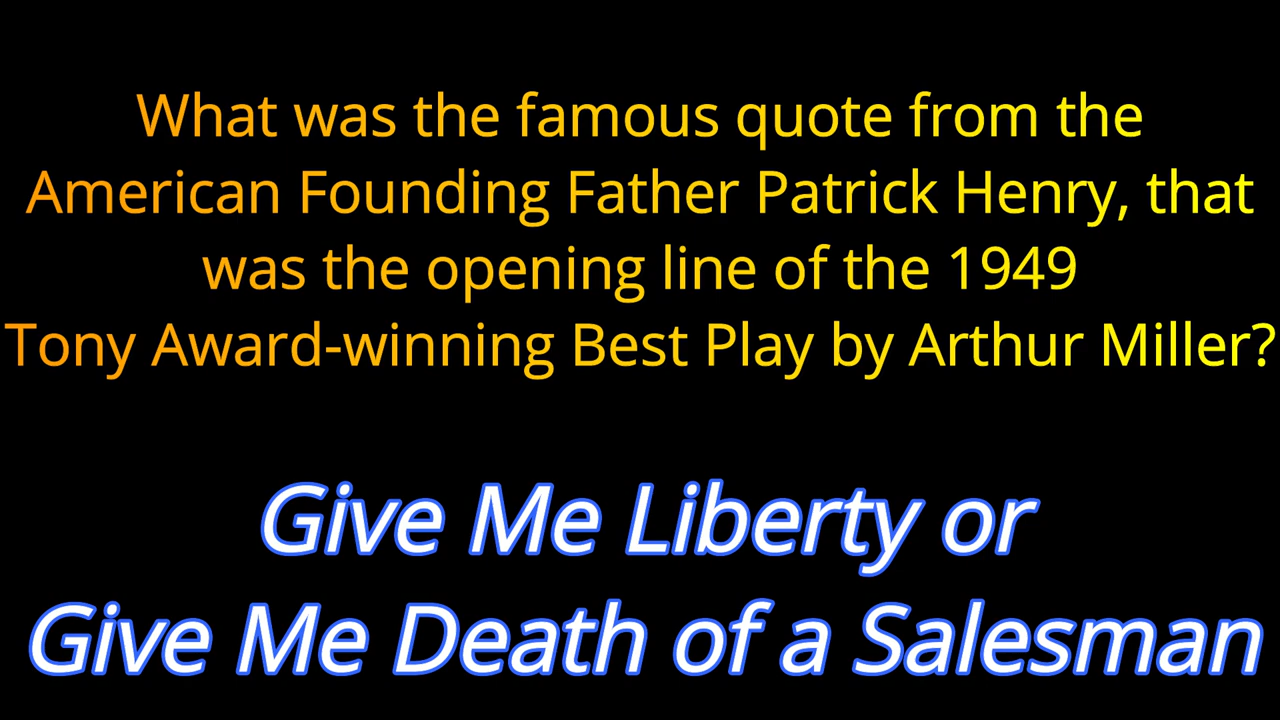 What was the famous quote from the
American Founding Father Patrick Henry, that
was the opening line of the 1949
Tony Award-winning Best Play by Arthur Miller?
Give Me Liberty or
Give Me Death of a Salesman